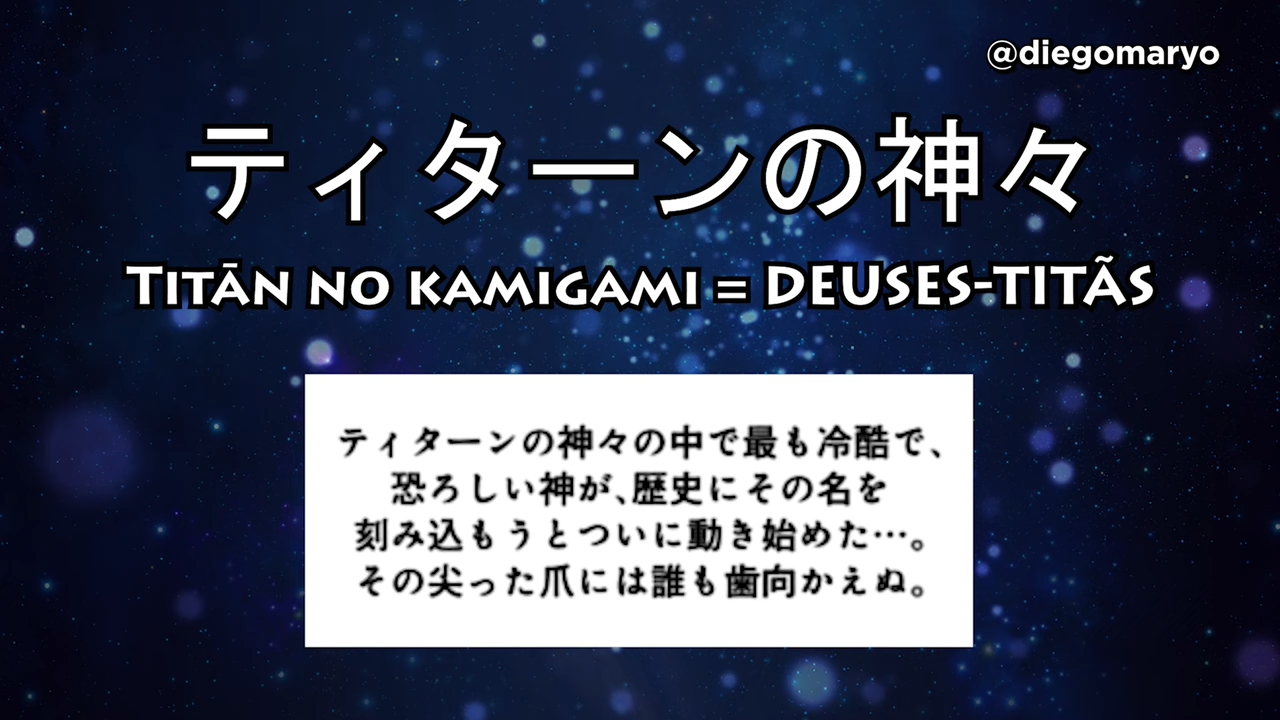 @diegomaryo
ティターンの神々
Titān no kamigami = DEUSES-TITÃS
ティターンの神々の中で最も冷酷で、
恐ろしい神が、歴史にその名を
刻み込もうとついに動き始めた…。
その尖った爪には誰も歯向かえぬ。